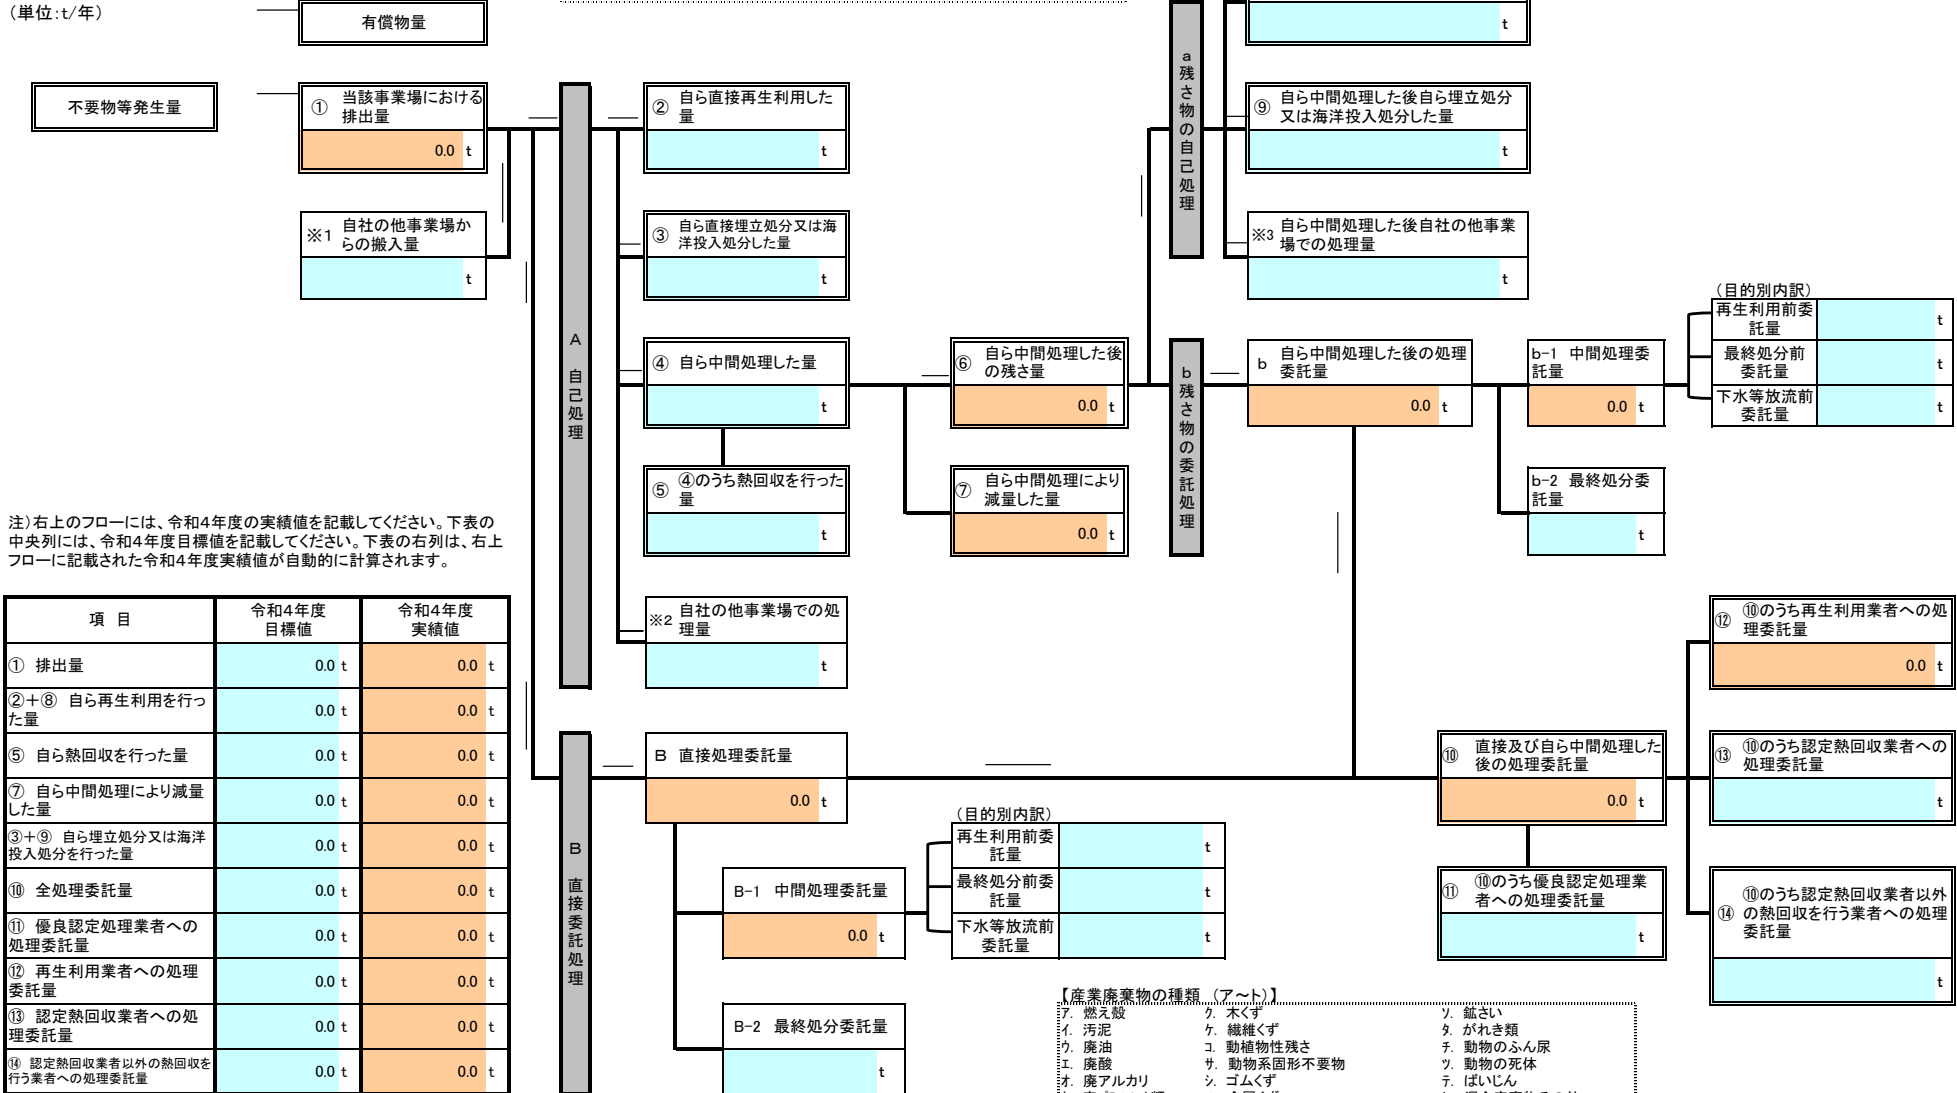 （単位：t/年）
有償物量
t
不要物等発生量
① 当該事業場における
排出量
0.0 t
※1 自社の他事業場か
らの搬入量
t
A 自己処理
② 自ら直接再生利用した
量
t
③ 自ら直接埋立処分又は海
洋投入処分した量
t
④ 自ら中間処理した量
t
⑤ ④のうち熱回収を行った
量
t
※2 自社の他事業場での処
理量
t
⑥ 自ら中間処理した後
の残さ量
0.0 t
⑦ 自ら中間処理により
減量した量
0.0 t
a 残さ物の自己処理
⑨ 自ら中間処理した後自ら埋立処分
又は海洋投入処分した量
t
※3 自ら中間処理した後自社の他事業
場での処理量
t
b 残さ物の委託処理
b 自ら中間処理した後の処理
委託量
0.0 t
b-1 中間処理委
託量
0.0 t
b-2 最終処分委
託量
t
（目的別内訳）
再生利用前委
託量
t
最終処分前
委託量
t
下水等放流前
委託量
t
注）右上のフローには、令和4年度の実績値を記載してください。下表の
中央列には、令和4年度目標値を記載してください。下表の右列は、右上
フローに記載された令和4年度実績値が自動的に計算されます。
項 目 令和4年度
目標値 令和4年度
実績値
① 排出量 0.0 t 0.0 t
②＋⑧ 自ら再生利用を行っ
た量 0.0 t 0.0 t
⑤ 自ら熱回収を行った量 0.0 t 0.0 t
⑦ 自ら中間処理により減量
した量 0.0 t 0.0 t
③＋⑨ 自ら埋立処分又は海洋
投入処分を行った量 0.0 t 0.0 t
⑩ 全処理委託量 0.0 t 0.0 t
⑪ 優良認定処理業者への
処理委託量 0.0 t 0.0 t
⑫ 再生利用業者への処理
委託量 0.0 t 0.0 t
⑬ 認定熱回収業者への処
理委託量 0.0 t 0.0 t
⑭ 認定熱回収業者以外の熱回収を
行う業者への処理委託量 0.0 t 0.0 t
B 直接委託処理
B 直接処理委託量
0.0 t
B-1 中間処理委託量
0.0 t
B-2 最終処分委託量
t
（目的別内訳）
再生利用前委
託量
t
最終処分前委
託量
t
下水等放流前
委託量
t
⑩ 直接及び自ら中間処理した
後の処理委託量
0.0 t
⑪ ⑩のうち優良認定処理業
者への処理委託量
t
⑫ ⑩のうち再生利用業者への処
理委託量
0.0 t
⑬ ⑩のうち認定熱回収業者への
処理委託量
t
⑭ ⑩のうち認定熱回収業者以外
の熱回収を行う業者への処理
委託量
t
【産業廃棄物の種類 （ア～ト）】
ア. 燃え殻 ク. 木くず ソ. 鉱さい
イ. 汚泥 ケ. 繊維くず タ. がれき類
ウ. 廃油 コ. 動植物性残さ チ. 動物のふん尿
エ. 廃酸 サ. 動物系固形不要物 ツ. 動物の死体
オ. 廃アルカリ シ. ゴムくず テ. ばいじん